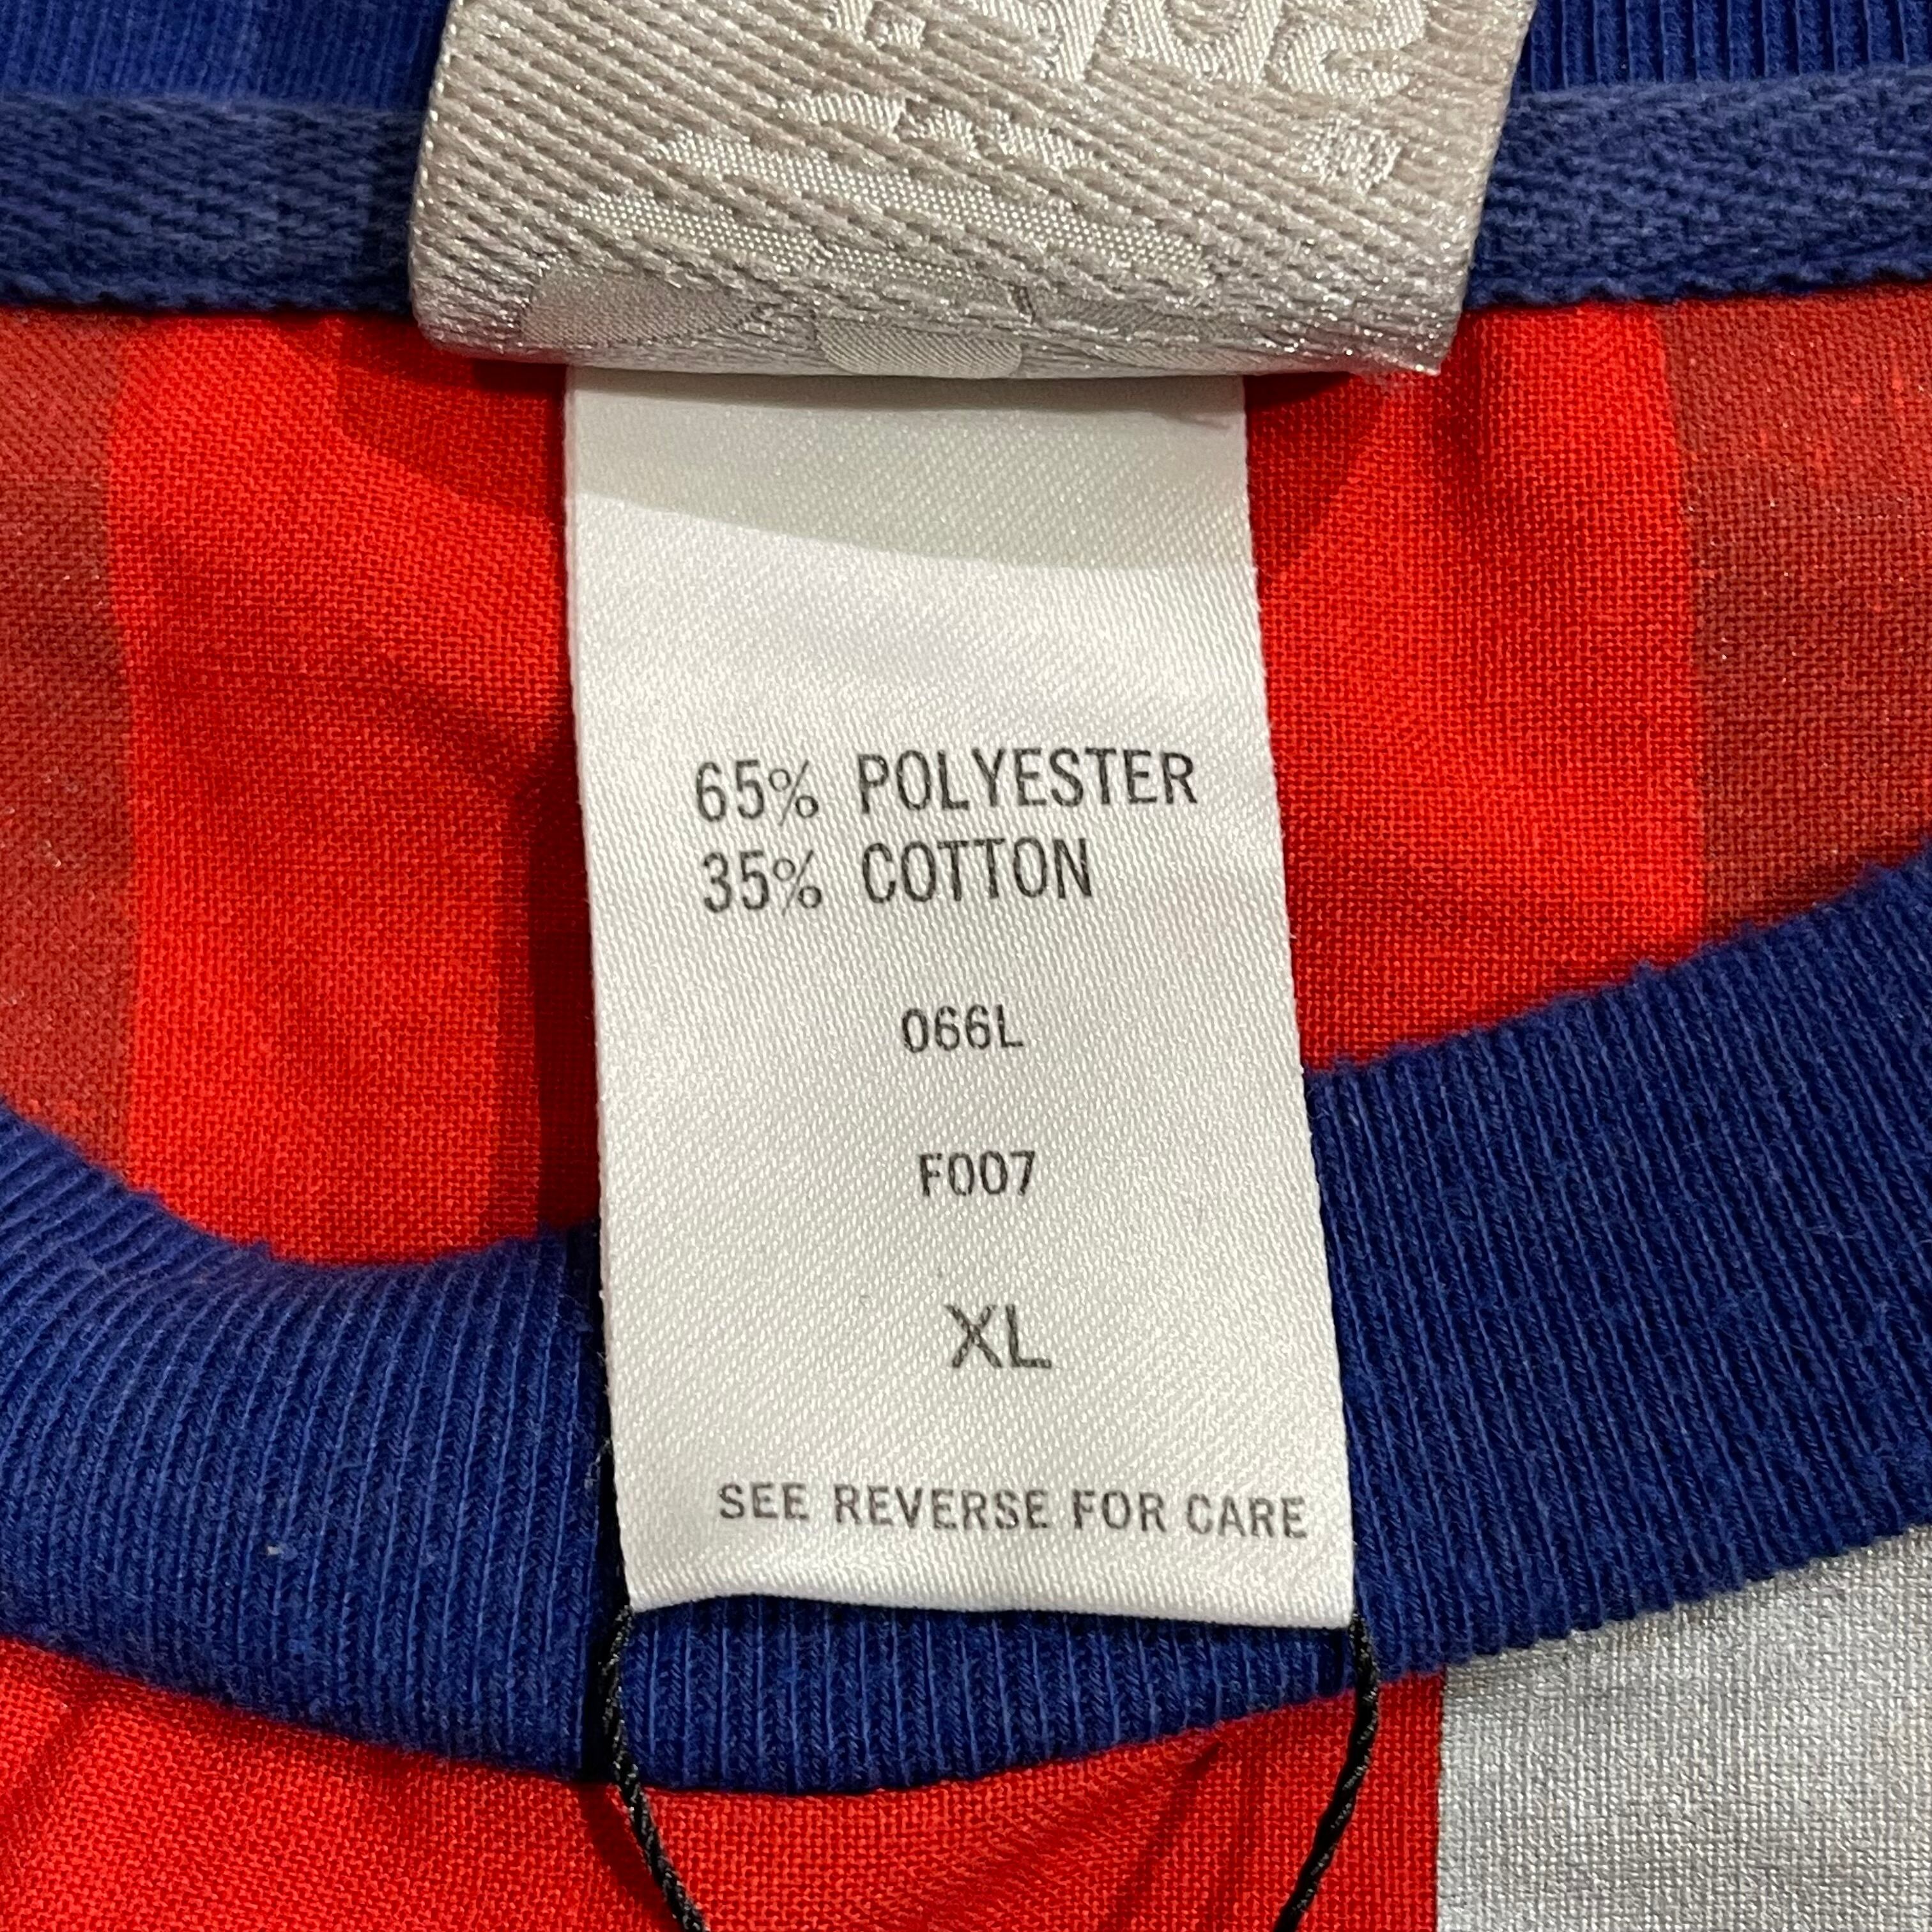 65% POLYESTER
35% COTTON
066L
F007
XL
SEE REVERSE FOR CARE